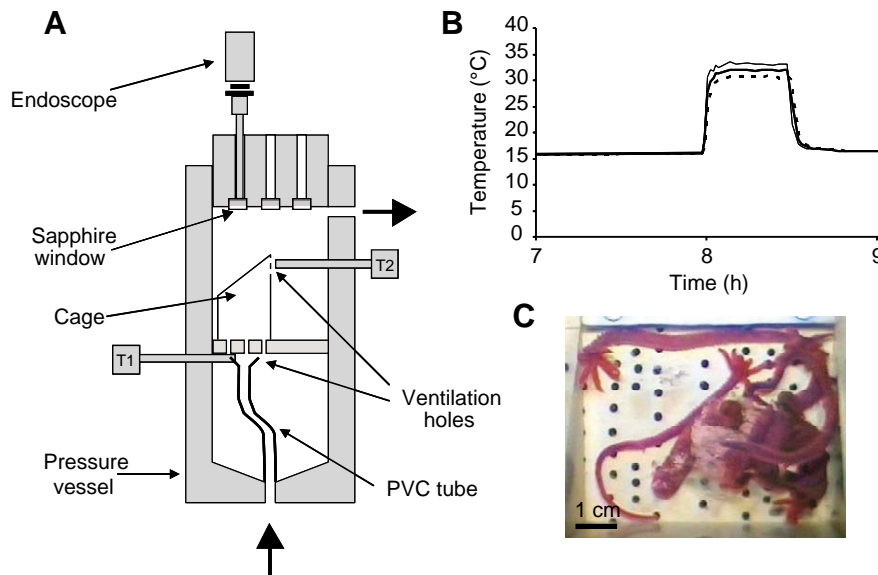 A
Endoscope
Sapphire
window
T2
Cage
T1
Ventilation
holes
Pressure
vessel
PVC tube
B
Temperature (°C)
40
35
30
25
20
15
10
5
0
7
8
9
Time (h)
C
1 cm